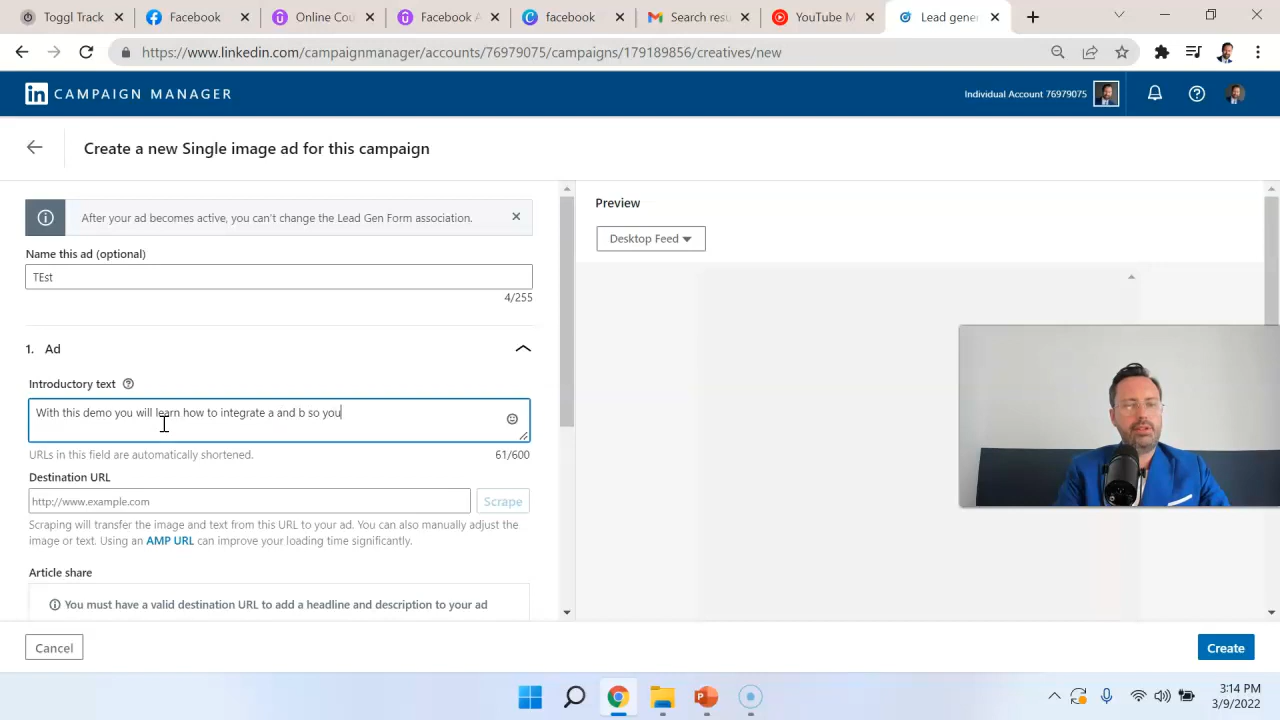 Toggl Track
Facebook
Online Cou
Facebook A
facebook
Search resu
YouTube M
Lead gene
https://www.linkedin.com/campaignmanager/accounts/76979075/campaigns/179189856/creatives/new
in CAMPAIGN MANAGER
Individual Account 76979075
Create a new Single image ad for this campaign
After your ad becomes active, you can't change the Lead Gen Form association.
Name this ad (optional)
TEst
4/255
1. Ad
Introductory text
With this demo you will learn how to integrate a and b so you
URLs in this field are automatically shortened.
61/600
Destination URL
http://www.example.com
Scrape
Scraping will transfer the image and text from this URL to your ad. You can also manually adjust the
image or text. Using an AMP URL can improve your loading time significantly.
Article share
You must have a valid destination URL to add a headline and description to your ad
Preview
Desktop Feed
Cancel
Create
3:14 PM
3/9/2022